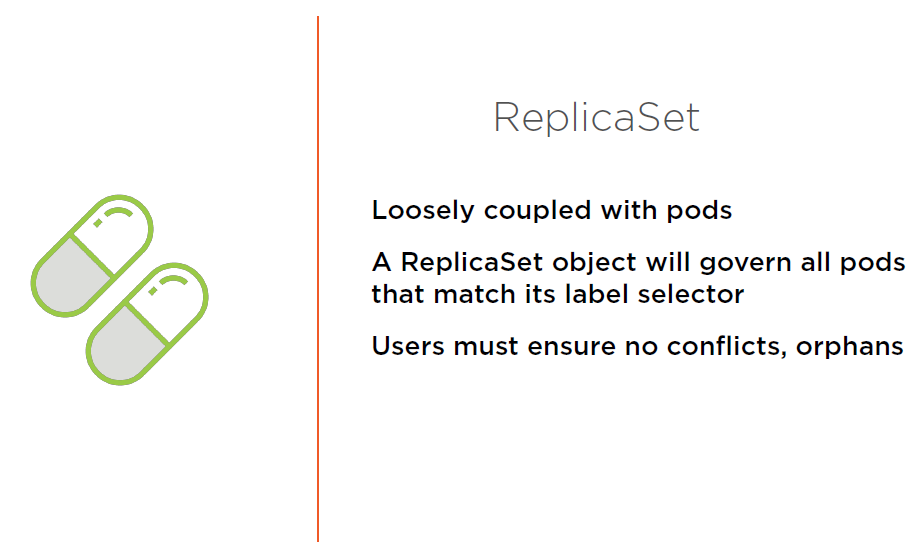 ReplicaSet
Loosely coupled with pods
A ReplicaSet object will govern all pods
that match its label selector
Users must ensure no conflicts, orphans